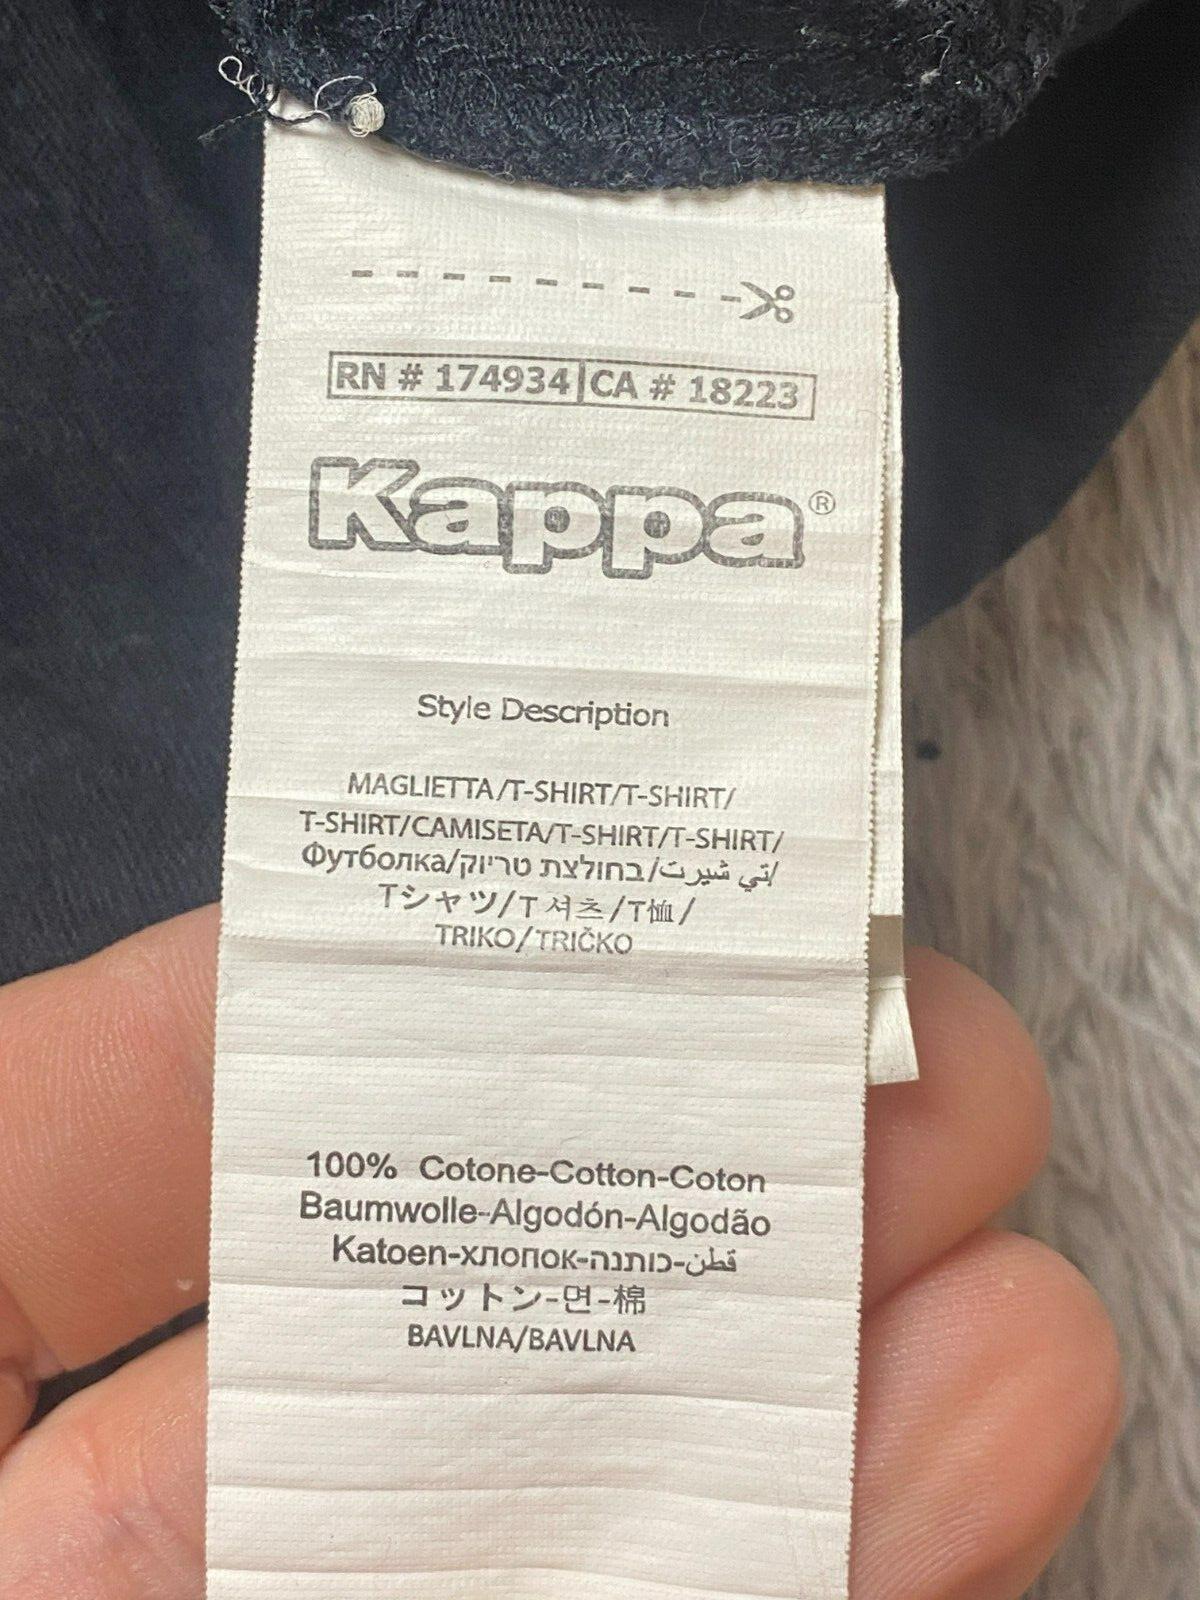 RN # 174934 | CA # 18223
Kappa®
Style Description
MAGLIETTA/T-SHIRT/T-SHIRT/
T-SHIRT/CAMISETA/T-SHIRT/T-SHIRT/
Футболка/בחולצת טריוק/تي شيرت/
Tシャツ/T 셔츠/T恤/
TRIKO/TRIČKO
100% Cotone-Cotton-Coton
Baumwolle-Algodón-Algodão
Katoen-хлопок-כותנה-قطن
コットン-면-棉
BAVLNA/BAVLNA